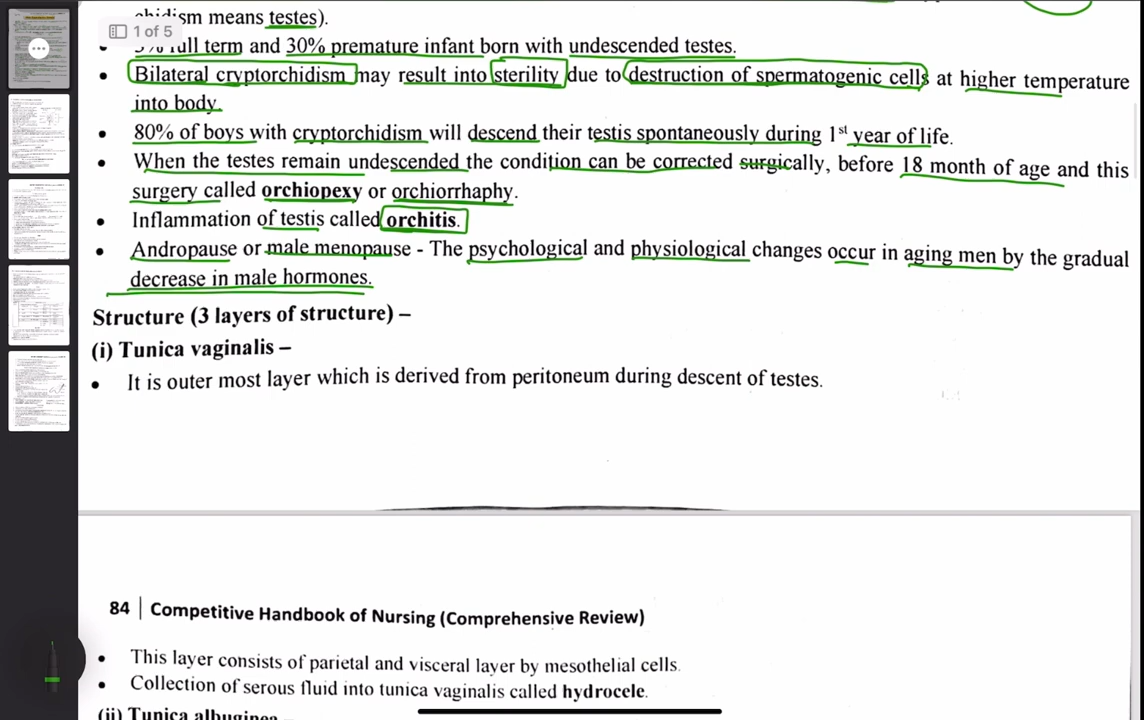 means testes).
1 of 5
full term and 30% premature infant born with undescended testes.
• Bilateral cryptorchidism may result into sterility due to destruction of spermatogenic cells at higher temperature
into body.
• 80% of boys with cryptorchidism will descend their testis spontaneously during 1st year of life.
• When the testes remain undescended the condition can be corrected surgically, before 18 month of age and this
surgery called orchiopexy or orchiorrhaphy.
• Inflammation of testis called orchitis.
• Andropause or male menopause - The psychological and physiological changes occur in aging men by the gradual
decrease in male hormones.
Structure (3 layers of structure) –
(i) Tunica vaginalis –
• It is outer most layer which is derived from peritoneum during descent of testes.
84 | Competitive Handbook of Nursing (Comprehensive Review)
• This layer consists of parietal and visceral layer by mesothelial cells.
• Collection of serous fluid into tunica vaginalis called hydrocele.
(ii) Tunica albuginea –